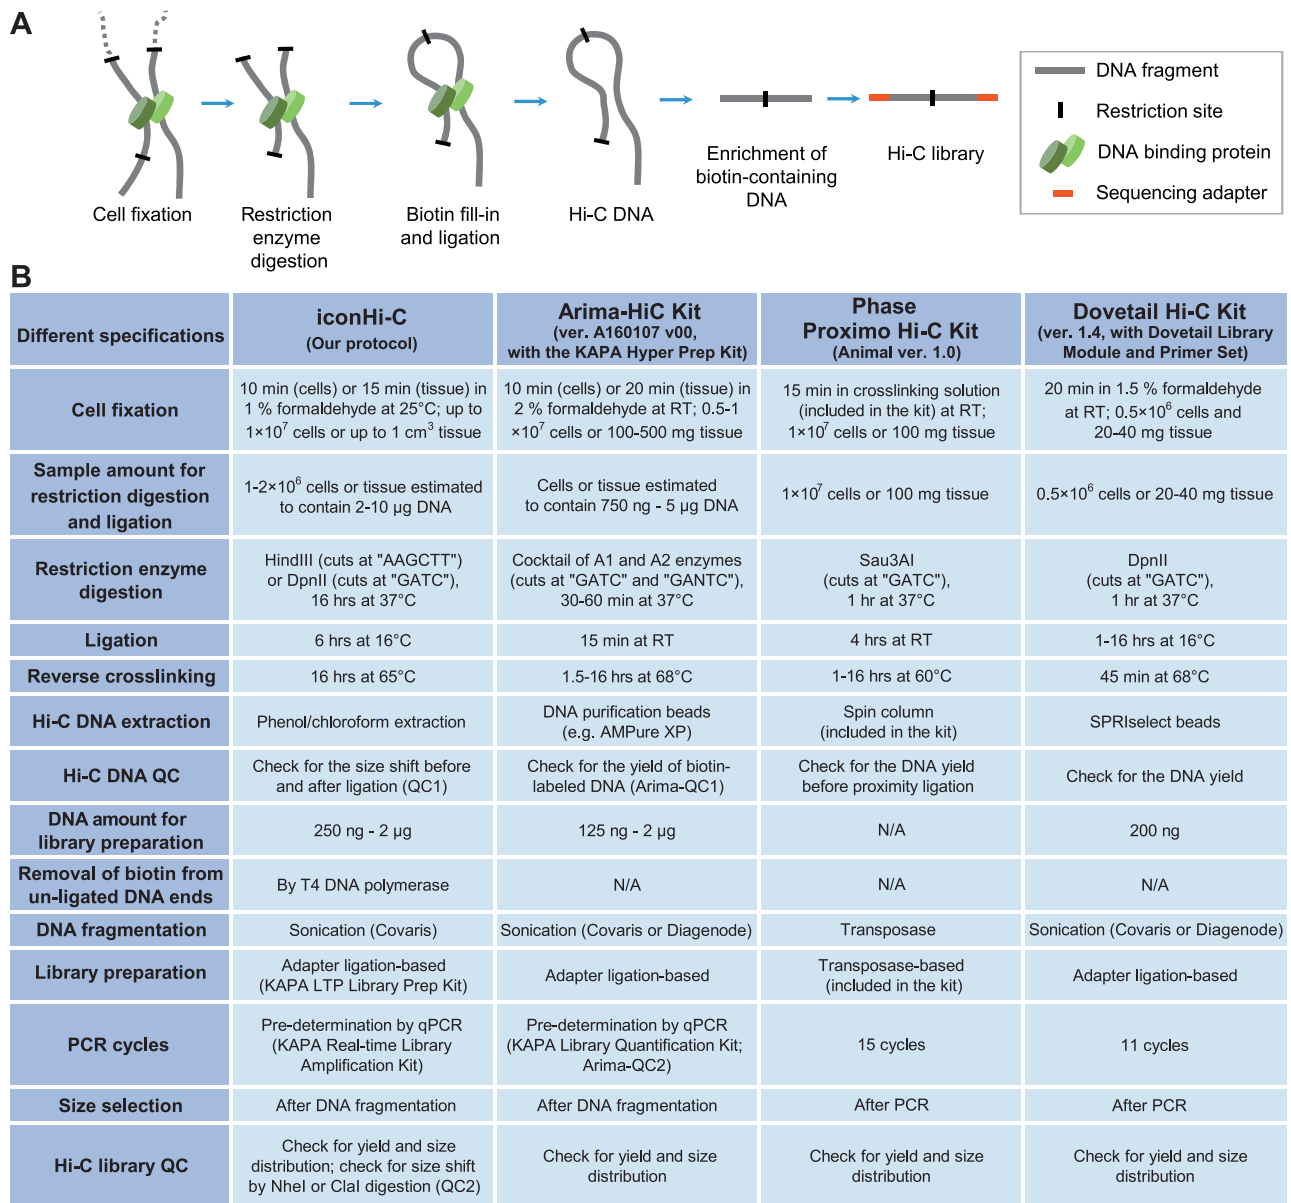 A
Cell fixation
Restriction
enzyme
digestion
Biotin fill-in
and ligation
Hi-C DNA
Enrichment of
biotin-containing
DNA
Hi-C library
DNA fragment
Restriction site
DNA binding protein
Sequencing adapter
B
Different specifications
iconHi-C
(Our protocol)
Arima-HiC Kit
(ver. A160107 v00,
with the KAPA Hyper Prep Kit)
Phase
Proximo Hi-C Kit
(Animal ver. 1.0)
Dovetail Hi-C Kit
(ver. 1.4, with Dovetail Library
Module and Primer Set)
Cell fixation
10 min (cells) or 15 min (tissue) in
1 % formaldehyde at 25°C; up to
1×10⁷ cells or up to 1 cm³ tissue
10 min (cells) or 20 min (tissue) in
2 % formaldehyde at RT; 0.5-1
×10⁷ cells or 100-500 mg tissue
15 min in crosslinking solution
(included in the kit) at RT;
1×10⁷ cells or 100 mg tissue
20 min in 1.5 % formaldehyde
at RT; 0.5×10⁶ cells and
20-40 mg tissue
Sample amount for
restriction digestion
and ligation
1-2×10⁶ cells or tissue estimated
to contain 2-10 µg DNA
Cells or tissue estimated
to contain 750 ng - 5 µg DNA
1×10⁷ cells or 100 mg tissue
0.5×10⁶ cells or 20-40 mg tissue
Restriction enzyme
digestion
HindIII (cuts at "AAGCTT")
or DpnII (cuts at "GATC"),
16 hrs at 37°C
Cocktail of A1 and A2 enzymes
(cuts at "GATC" and "GANTC"),
30-60 min at 37°C
Sau3AI
(cuts at "GATC"),
1 hr at 37°C
DpnII
(cuts at "GATC"),
1 hr at 37°C
Ligation
6 hrs at 16°C
15 min at RT
4 hrs at RT
1-16 hrs at 16°C
Reverse crosslinking
16 hrs at 65°C
1.5-16 hrs at 68°C
1-16 hrs at 60°C
45 min at 68°C
Hi-C DNA extraction
Phenol/chloroform extraction
DNA purification beads
(e.g. AMPure XP)
Spin column
(included in the kit)
SPRIselect beads
Hi-C DNA QC
Check for the size shift before
and after ligation (QC1)
Check for the yield of biotin-
labeled DNA (Arima-QC1)
Check for the DNA yield
before proximity ligation
Check for the DNA yield
DNA amount for
library preparation
250 ng - 2 µg
125 ng - 2 µg
N/A
200 ng
Removal of biotin from
un-ligated DNA ends
By T4 DNA polymerase
N/A
N/A
N/A
DNA fragmentation
Sonication (Covaris)
Sonication (Covaris or Diagenode)
Transposase
Sonication (Covaris or Diagenode)
Library preparation
Adapter ligation-based
(KAPA LTP Library Prep Kit)
Adapter ligation-based
Transposase-based
(included in the kit)
Adapter ligation-based
PCR cycles
Pre-determination by qPCR
(KAPA Real-time Library
Amplification Kit)
Pre-determination by qPCR
(KAPA Library Quantification Kit;
Arima-QC2)
15 cycles
11 cycles
Size selection
After DNA fragmentation
After DNA fragmentation
After PCR
After PCR
Hi-C library QC
Check for yield and size
distribution; check for size shift
by NheI or ClaI digestion (QC2)
Check for yield and size
distribution
Check for yield and size
distribution
Check for yield and size
distribution